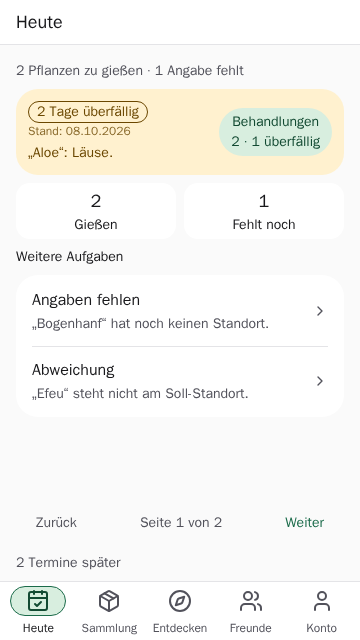 Heute
2 Pflanzen zu gießen · 1 Angabe fehlt
2 Tage überfällig
Stand: 08.10.2026
„Aloe“: Läuse.
Behandlungen
2 · 1 überfällig
2
Gießen
1
Fehlt noch
Weitere Aufgaben
Angaben fehlen
„Bogenhanf“ hat noch keinen Standort.
Abweichung
„Efeu“ steht nicht am Soll-Standort.
Zurück
Seite 1 von 2
Weiter
2 Termine später
Heute
Sammlung
Entdecken
Freunde
Konto